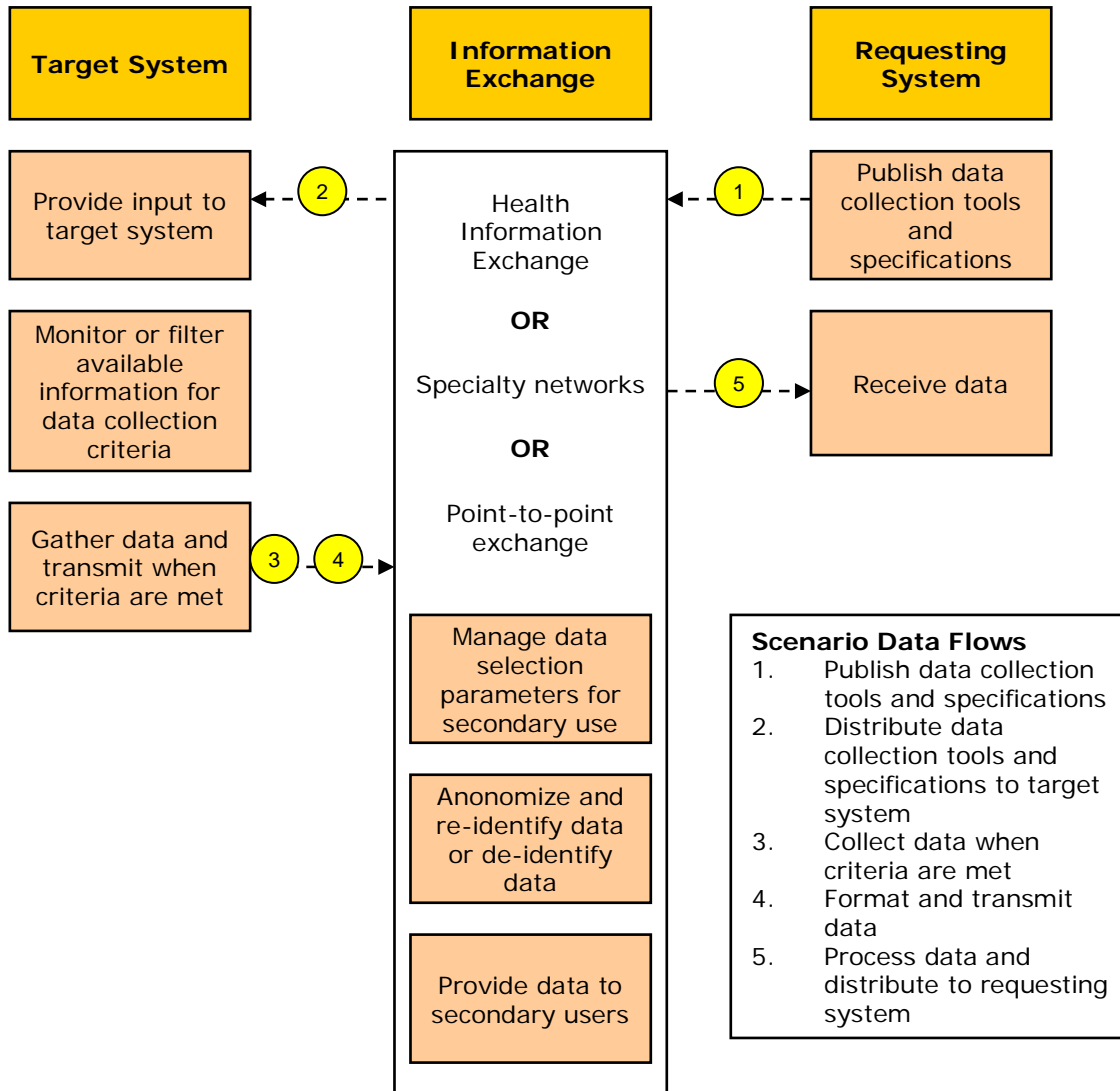 Target System
Information
Exchange
Requesting
System
Provide input to
target system
2
Health
Information
Exchange
1
Publish data
collection tools
and
specifications
Monitor or filter
available
information for
data collection
criteria
OR
Specialty networks
5
Receive data
OR
Gather data and
transmit when
criteria are met
3
4
Point-to-point
exchange
Manage data
selection
parameters for
secondary use
Anonomize and
re-identify data
or de-identify
data
Provide data to
secondary users
Scenario Data Flows
1. Publish data collection
tools and specifications
2. Distribute data
collection tools and
specifications to target
system
3. Collect data when
criteria are met
4. Format and transmit
data
5. Process data and
distribute to requesting
system